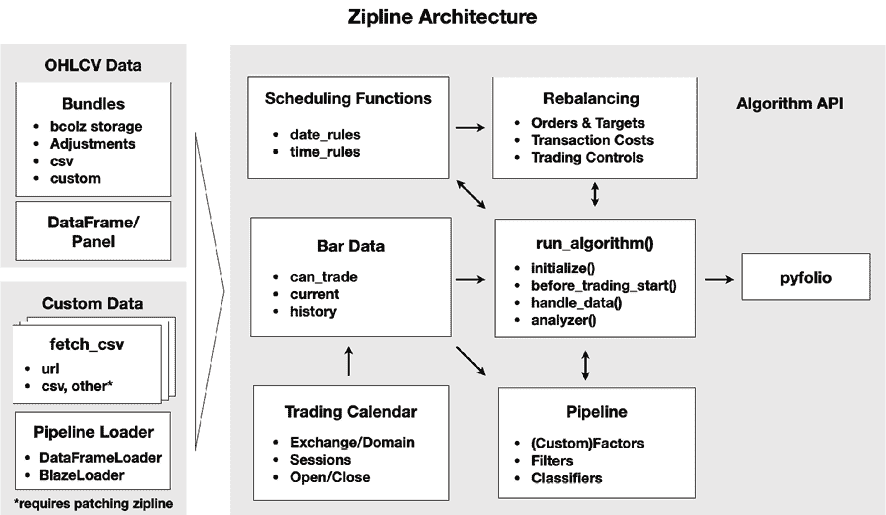 Zipline Architecture
OHLCV Data
Bundles
• bcolz storage
• Adjustments
• csv
• custom
DataFrame/
Panel
Custom Data
fetch_csv
• url
• csv, other*
Pipeline Loader
• DataFrameLoader
• BlazeLoader
*requires patching zipline
Scheduling Functions
• date_rules
• time_rules
Rebalancing
• Orders & Targets
• Transaction Costs
• Trading Controls
Algorithm API
Bar Data
• can_trade
• current
• history
run_algorithm()
• initialize()
• before_trading_start()
• handle_data()
• analyzer()
pyfolio
Trading Calendar
• Exchange/Domain
• Sessions
• Open/Close
Pipeline
• (Custom)Factors
• Filters
• Classifiers